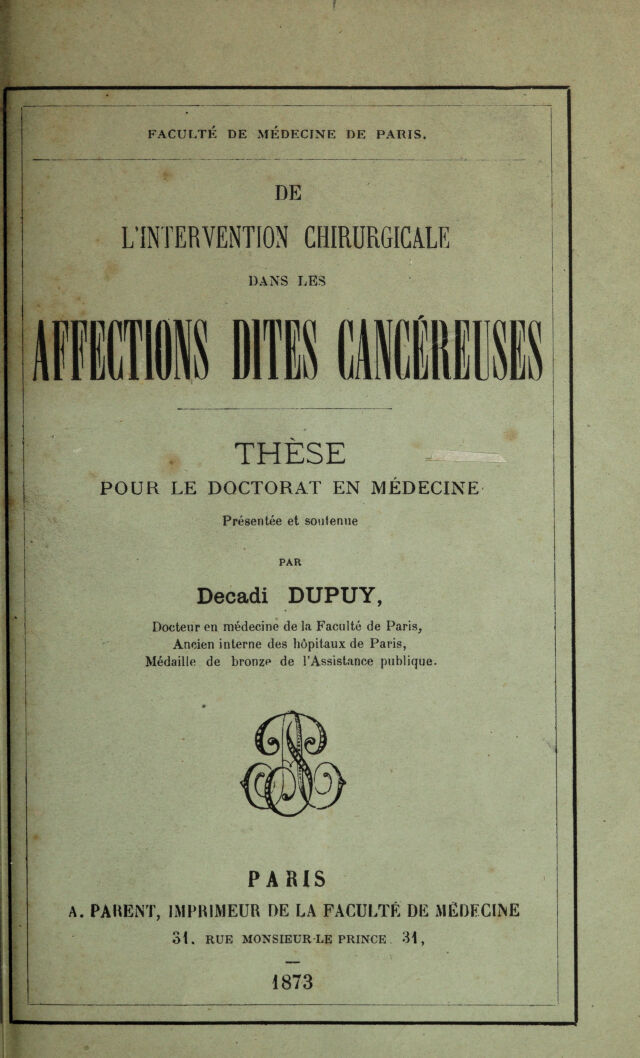 FACULTÉ DE MÉDECINE DE PARIS.
DE
L'INTERVENTION CHIRURGICALE
DANS LES
AFFECTIONS DITES CANCÉREUSES
THÈSE
POUR LE DOCTORAT EN MÉDECINE
Présentée et soutenue
PAR
Decadi DUPUY,
Docteur en médecine de la Faculté de Paris,
Ancien interne des hôpitaux de Paris,
Médaille de bronze de l'Assistance publique.
PARIS
A. PARENT, IMPRIMEUR DE LA FACULTÉ DE MÉDECINE
31. RUE MONSIEUR-LE PRINCE. 31,
1873